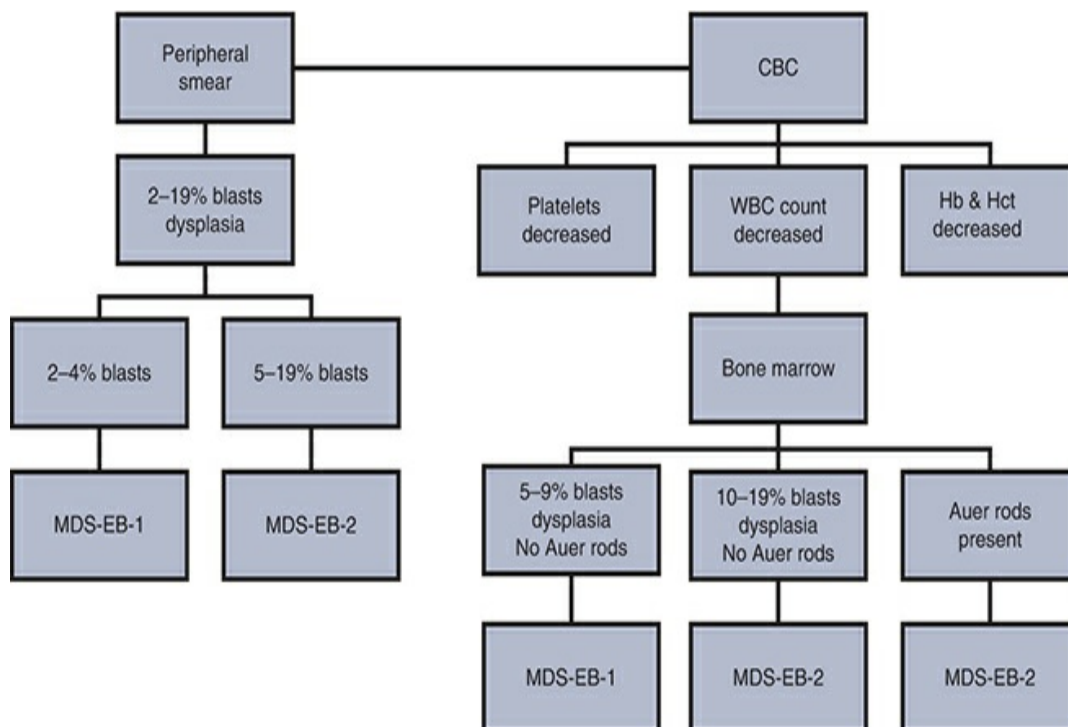 Peripheral
smear
CBC
2–19% blasts
dysplasia
Platelets
decreased
WBC count
decreased
Hb & Hct
decreased
2–4% blasts
5–19% blasts
Bone marrow
MDS-EB-1
MDS-EB-2
5–9% blasts
dysplasia
No Auer rods
10–19% blasts
dysplasia
No Auer rods
Auer rods
present
MDS-EB-1
MDS-EB-2
MDS-EB-2